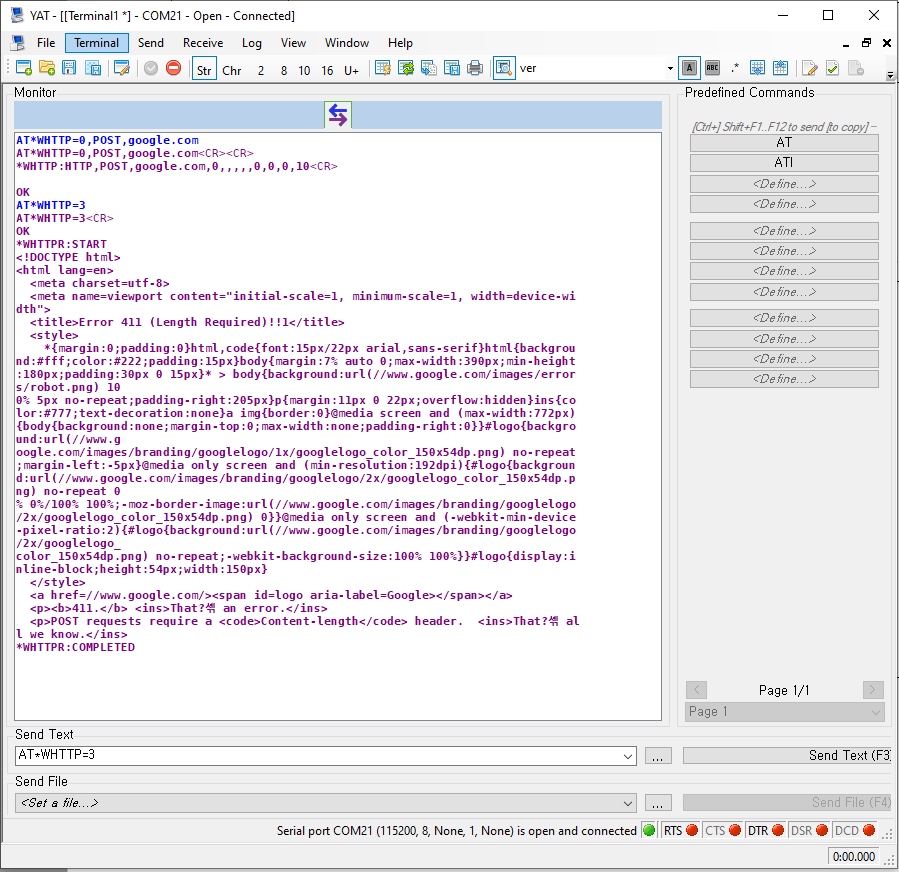 YAT - [[Terminal1 *] - COM21 - Open - Connected]
File Terminal Send Receive Log View Window Help
Str Chr 2 8 10 16 U+ ver A ABC .*
Monitor
AT*WHTTP=0,POST,google.com
AT*WHTTP=0,POST,google.com<CR><CR>
*WHTTP:HTTP,POST,google.com,0,,,,,0,0,0,10<CR>
OK
AT*WHTTP=3
AT*WHTTP=3<CR>
OK
*WHTTPR:START
<!DOCTYPE html>
<html lang=en>
  <meta charset=utf-8>
  <meta name=viewport content="initial-scale=1, minimum-scale=1, width=device-wi
dth">
  <title>Error 411 (Length Required)!!1</title>
  <style>
    *{margin:0;padding:0}html,code{font:15px/22px arial,sans-serif}html{backgrou
nd:#fff;color:#222;padding:15px}body{margin:7% auto 0;max-width:390px;min-height
:180px;padding:30px 0 15px}* > body{background:url(//www.google.com/images/error
s/robot.png) 10
0% 5px no-repeat;padding-right:205px}p{margin:11px 0 22px;overflow:hidden}ins{co
lor:#777;text-decoration:none}a img{border:0}@media screen and (max-width:772px)
{body{background:none;margin-top:0;max-width:none;padding-right:0}}#logo{backgro
und:url(//www.g
oogle.com/images/branding/googlelogo/1x/googlelogo_color_150x54dp.png) no-repeat
;margin-left:-5px}@media only screen and (min-resolution:192dpi){#logo{backgroun
d:url(//www.google.com/images/branding/googlelogo/2x/googlelogo_color_150x54dp.p
ng) no-repeat 0
% 0%/100% 100%;-moz-border-image:url(//www.google.com/images/branding/googlelogo
/2x/googlelogo_color_150x54dp.png) 0}}@media only screen and (-webkit-min-device
-pixel-ratio:2){#logo{background:url(//www.google.com/images/branding/googlelogo
/2x/googlelogo_
color_150x54dp.png) no-repeat;-webkit-background-size:100% 100%}}#logo{display:i
nline-block;height:54px;width:150px}
  </style>
  <a href=//www.google.com/><span id=logo aria-label=Google></span></a>
  <p><b>411.</b> <ins>That?셲 an error.</ins>
  <p>POST requests require a <code>Content-length</code> header.  <ins>That?셲 al
l we know.</ins>
*WHTTPR:COMPLETED
Predefined Commands
[Ctrl+] Shift+F1..F12 to send [to copy]
AT
ATI
<Define...>
<Define...>
<Define...>
<Define...>
<Define...>
<Define...>
<Define...>
<Define...>
<Define...>
<Define...>
Page 1/1
Page 1
Send Text
AT*WHTTP=3
...
Send Text (F3)
Send File
<Set a file...>
...
Send File (F4)
Serial port COM21 (115200, 8, None, 1, None) is open and connected RTS CTS DTR DSR DCD
0:00.000